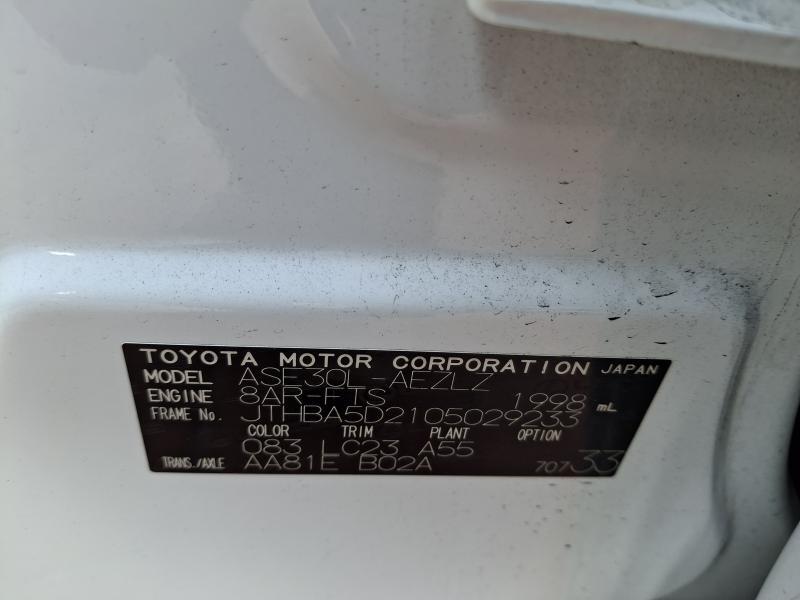 TOYOTA MOTOR CORPORATION JAPAN
MODEL ASE30L-AEZLZ
ENGINE 8AR-FTS 1998 mL
FRAME No. JTHBA5D2105029233
COLOR TRIM PLANT OPTION
083 LC23 A55
TRANS./AXLE AA81E B02A 707-33